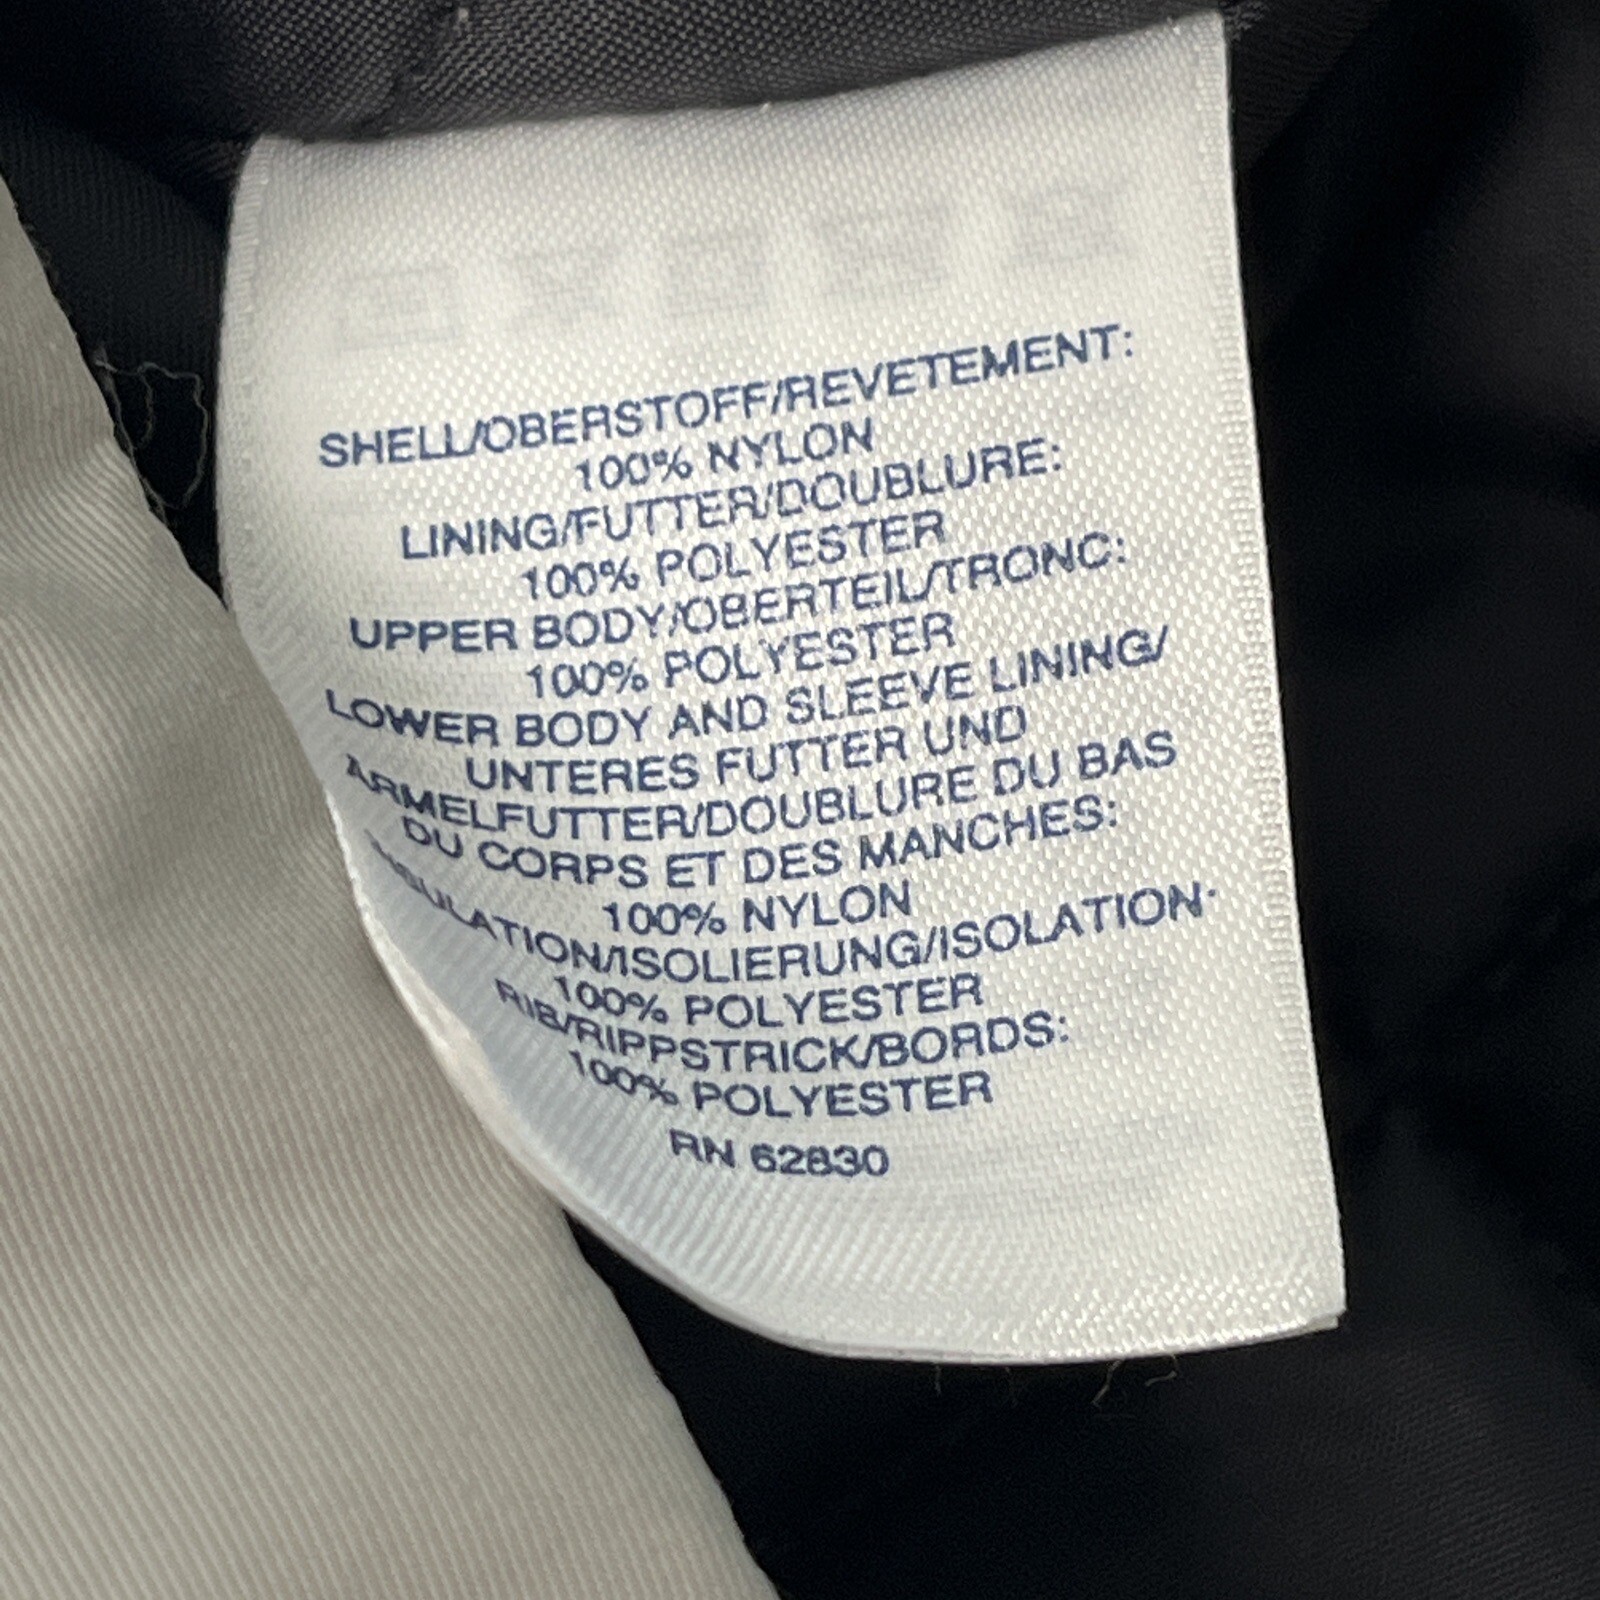 SHELL/OBERSTOFF/REVETEMENT:
100% NYLON
LINING/FUTTER/DOUBLURE:
100% POLYESTER
UPPER BODY/OBERTEIL/TRONC:
100% POLYESTER
LOWER BODY AND SLEEVE LINING/
UNTERES FUTTER UND
ARMELFUTTER/DOUBLURE DU BAS
DU CORPS ET DES MANCHES:
100% NYLON
INSULATION/ISOLIERUNG/ISOLATION:
100% POLYESTER
RIB/RIPPSTRICK/BORDS:
100% POLYESTER
RN 62830